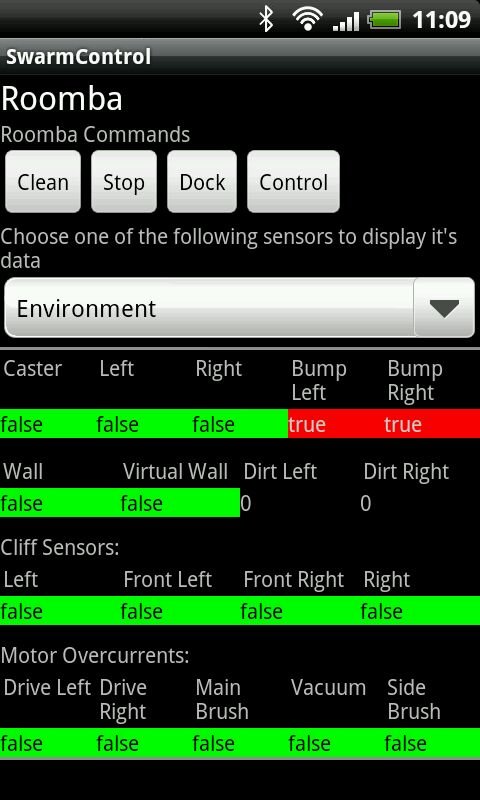 11:09
SwarmControl
Roomba
Roomba Commands
Clean Stop Dock Control
Choose one of the following sensors to display it's
data
Environment
Caster Left Right Bump Left Bump Right
false false false true true
Wall Virtual Wall Dirt Left Dirt Right
false false 0 0
Cliff Sensors:
Left Front Left Front Right Right
false false false false
Motor Overcurrents:
Drive Left Drive Right Main Brush Vacuum Side Brush
false false false false false